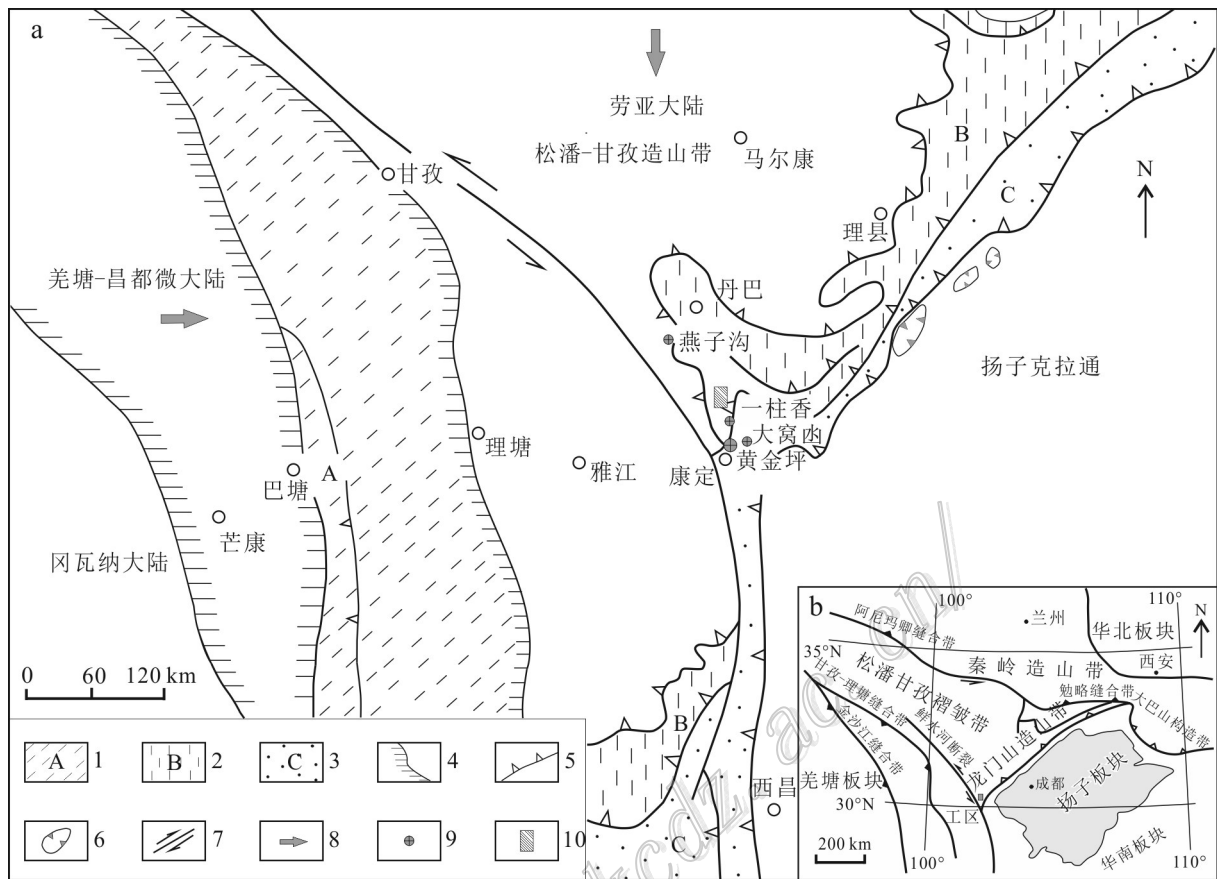 a
劳亚大陆
松潘-甘孜造山带
马尔康
B
C
N
甘孜
理县
羌塘-昌都微大陆
丹巴
燕子沟
扬子克拉通
一柱香
大窝凼
黄金坪
康定
理塘
雅江
A
巴塘
芒康
冈瓦纳大陆
0 60 120 km
B
C
西昌
kcdz.ac.cn/
A 1
B 2
C 3
4
5
6
7
8
9
10
b
100°
110°
N
阿尼玛卿缝合带
兰州
华北板块
35°N
秦岭造山带
西安
松潘甘孜褶皱带
勉略缝合带
大巴山构造带
甘孜-理塘缝合带
金沙江缝合带
鲜水河断裂
龙门山造山带
羌塘板块
成都
扬子板块
30°N
工区
华南板块
200 km
100°
110°